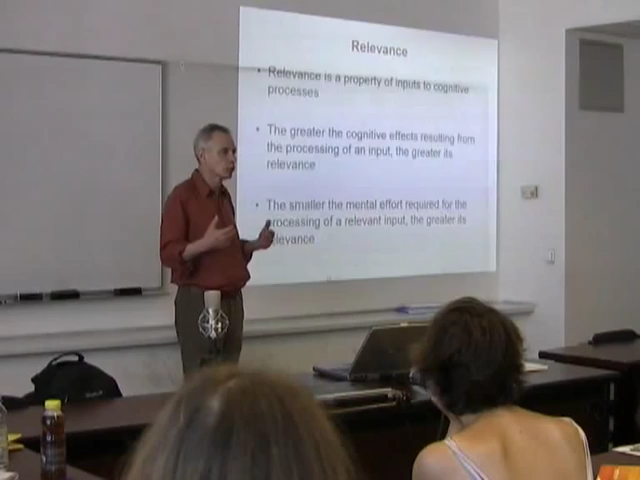 Relevance
• Relevance is a property of inputs to cognitive
processes
• The greater the cognitive effects resulting from
the processing of an input, the greater its
relevance
• The smaller the mental effort required for the
processing of a relevant input, the greater its
levance